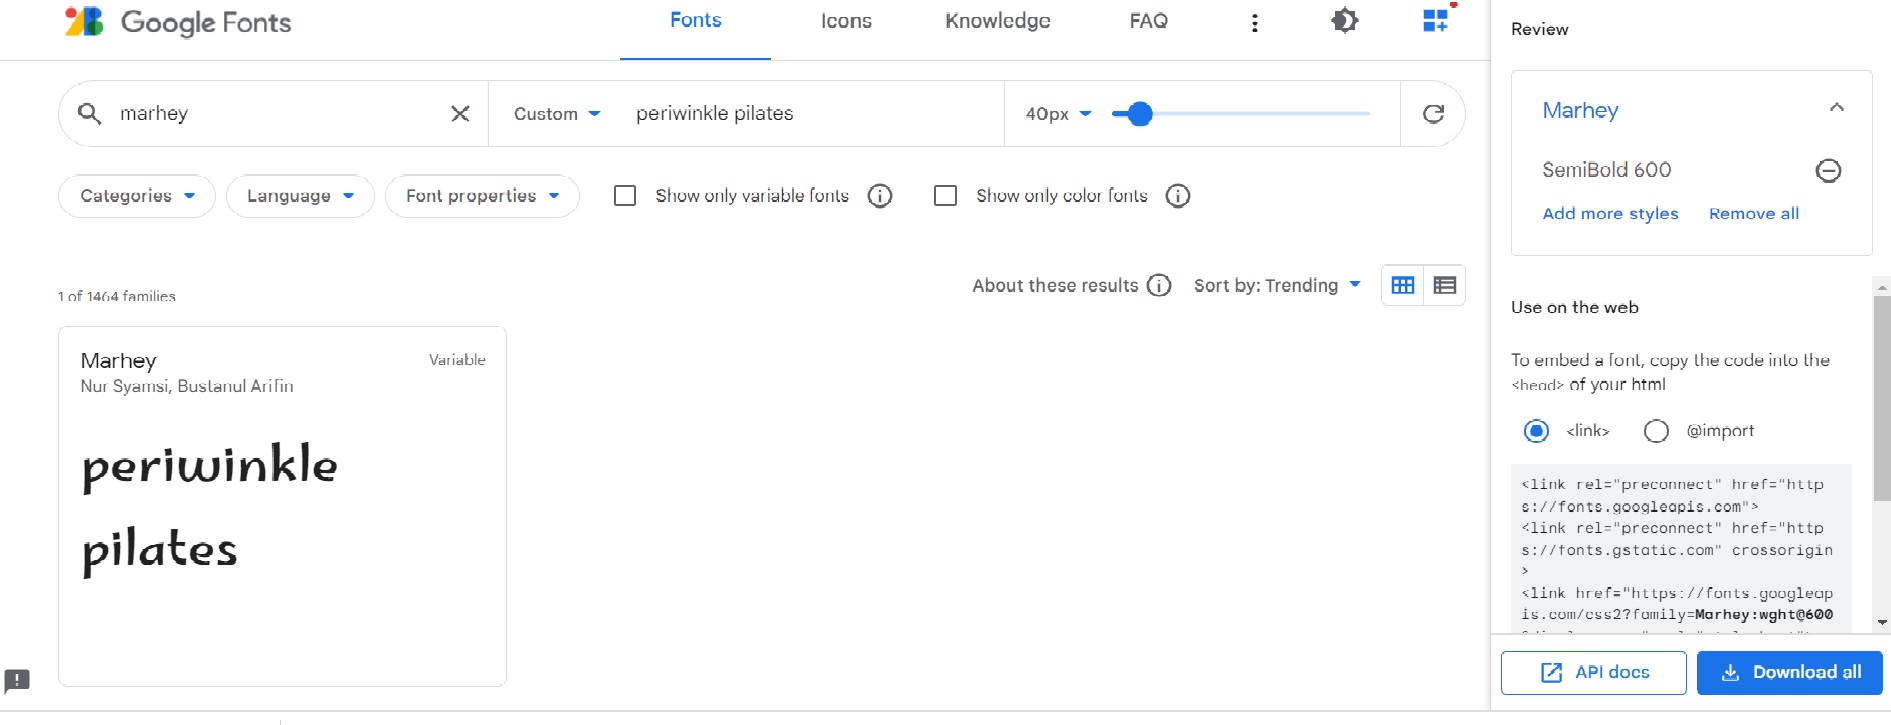 Google Fonts
Fonts
Icons
Knowledge
FAQ
marhey
Custom
periwinkle pilates
40px
Categories
Language
Font properties
Show only variable fonts
Show only color fonts
About these results
Sort by: Trending
1 of 1464 families
Marhey
Variable
Nur Syamsi, Bustanul Arifin
periwinkle
pilates
Review
Marhey
SemiBold 600
Add more styles
Remove all
Use on the web
To embed a font, copy the code into the
<head> of your html
<link>
@import
<link rel="preconnect" href="http
s://fonts.googleapis.com">
<link rel="preconnect" href="http
s://fonts.gstatic.com" crossorigin
>
<link href="https://fonts.googleap
is.com/css2?family=Marhey:wght@600
API docs
Download all